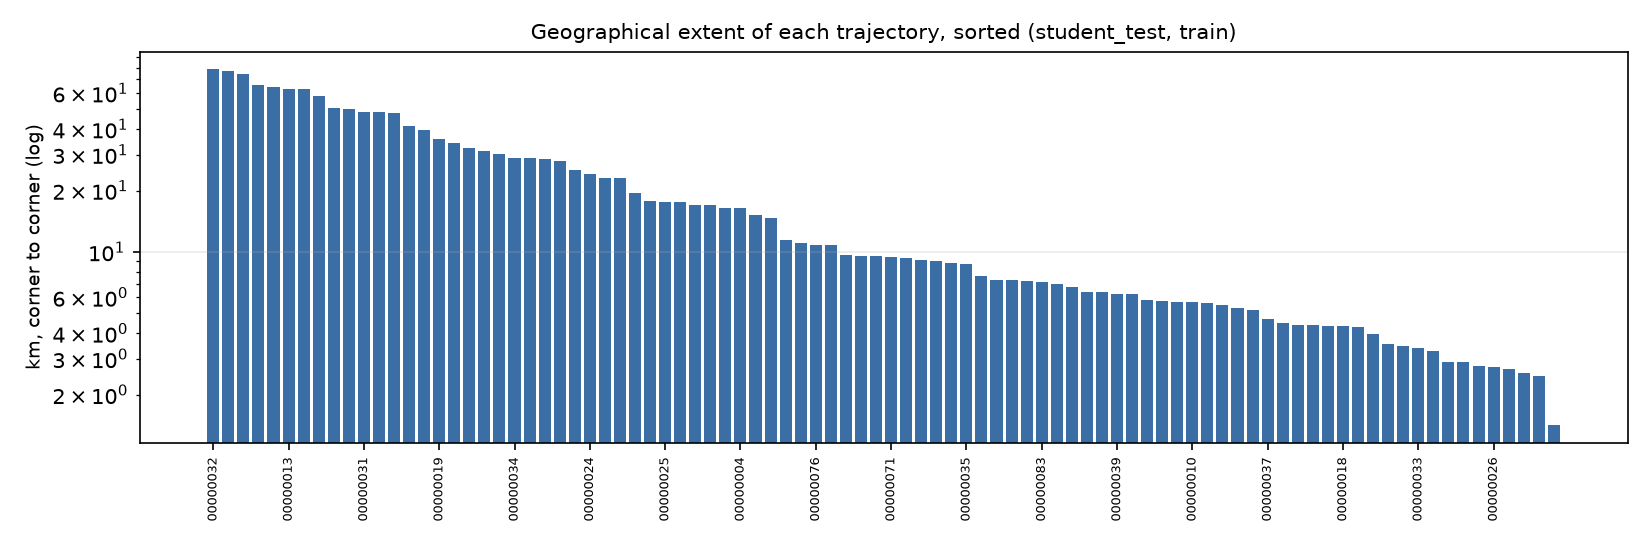 Geographical extent of each trajectory, sorted (student_test, train)
km, corner to corner (log)
6 × 10¹
4 × 10¹
3 × 10¹
2 × 10¹
10¹
6 × 10⁰
4 × 10⁰
3 × 10⁰
2 × 10⁰
00000032
00000013
00000031
00000019
00000034
00000024
00000025
00000004
00000076
00000071
00000035
00000083
00000039
00000010
00000037
00000018
00000033
00000026